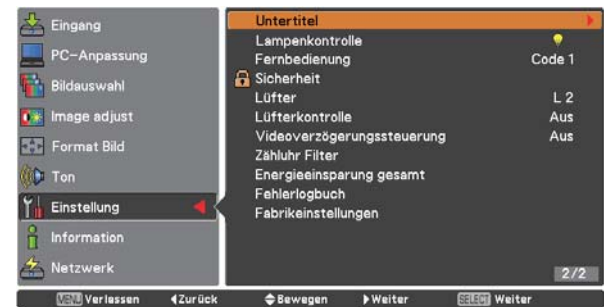 Eingang
PC-Anpassung
Bildauswahl
Image adjust
Format Bild
Ton
Einstellung
Information
Netzwerk
Untertitel
Lampenkontrolle
Fernbedienung Code 1
Sicherheit
Lüfter L 2
Lüfterkontrolle Aus
Videoverzögerungssteuerung Aus
Zähluhr Filter
Energieeinsparung gesamt
Fehlerlogbuch
Fabrikeinstellungen
2/2
MENU Verlassen Zurück Bewegen Weiter SELECT Weiter